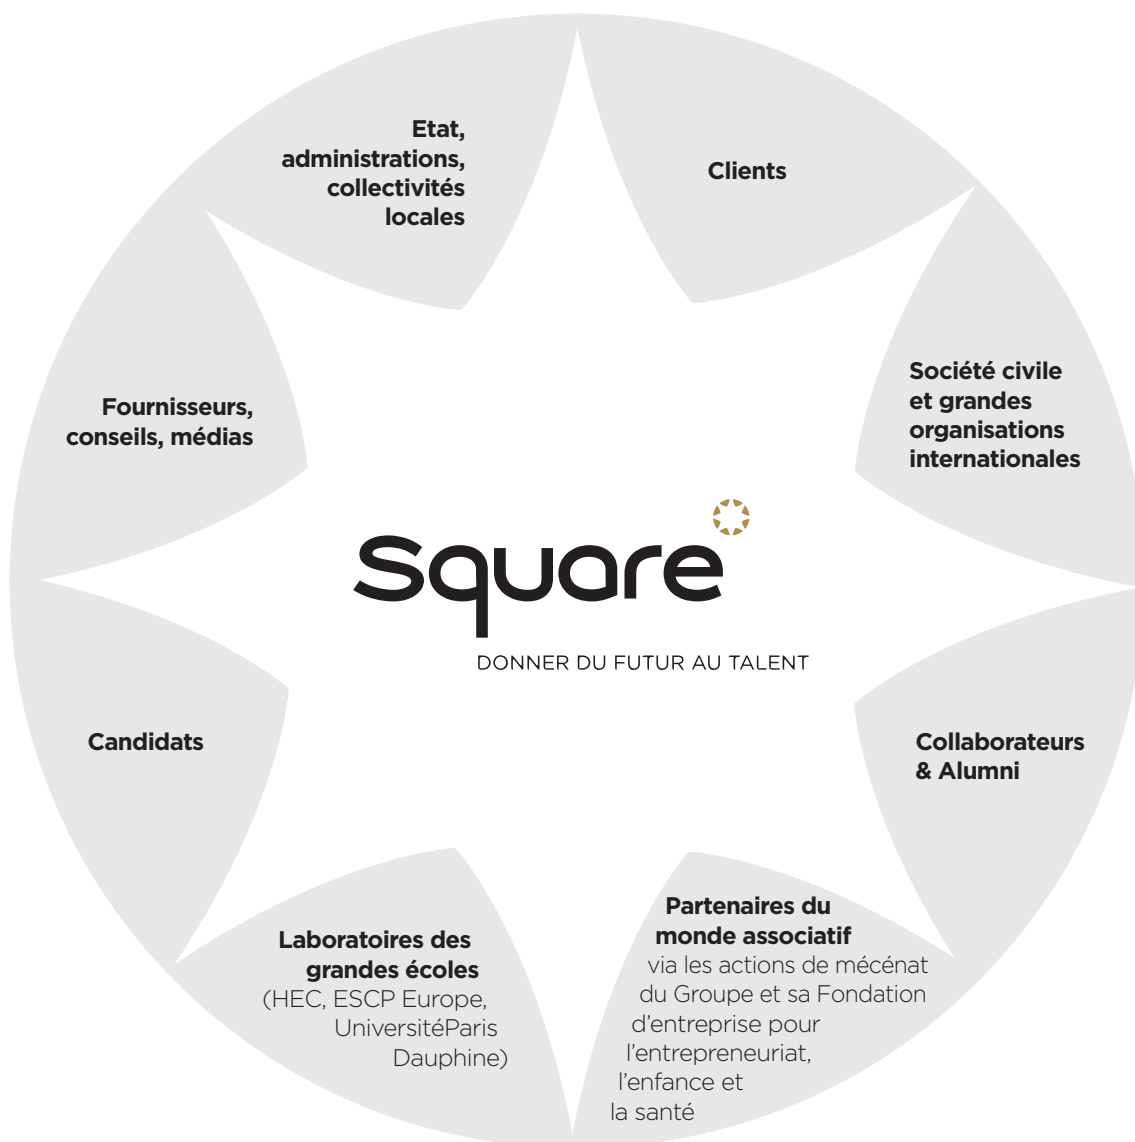 Etat,
administrations,
collectivités
locales
Clients
Société civile
et grandes
organisations
internationales
Fournisseurs,
conseils, médias
Square
DONNER DU FUTUR AU TALENT
Candidats
Collaborateurs
& Alumni
Laboratoires des
grandes écoles
(HEC, ESCP Europe,
UniversitéParis
Dauphine)
Partenaires du
monde associatif
via les actions de mécénat
du Groupe et sa Fondation
d'entreprise pour
l'entrepreneuriat,
l'enfance et
la santé